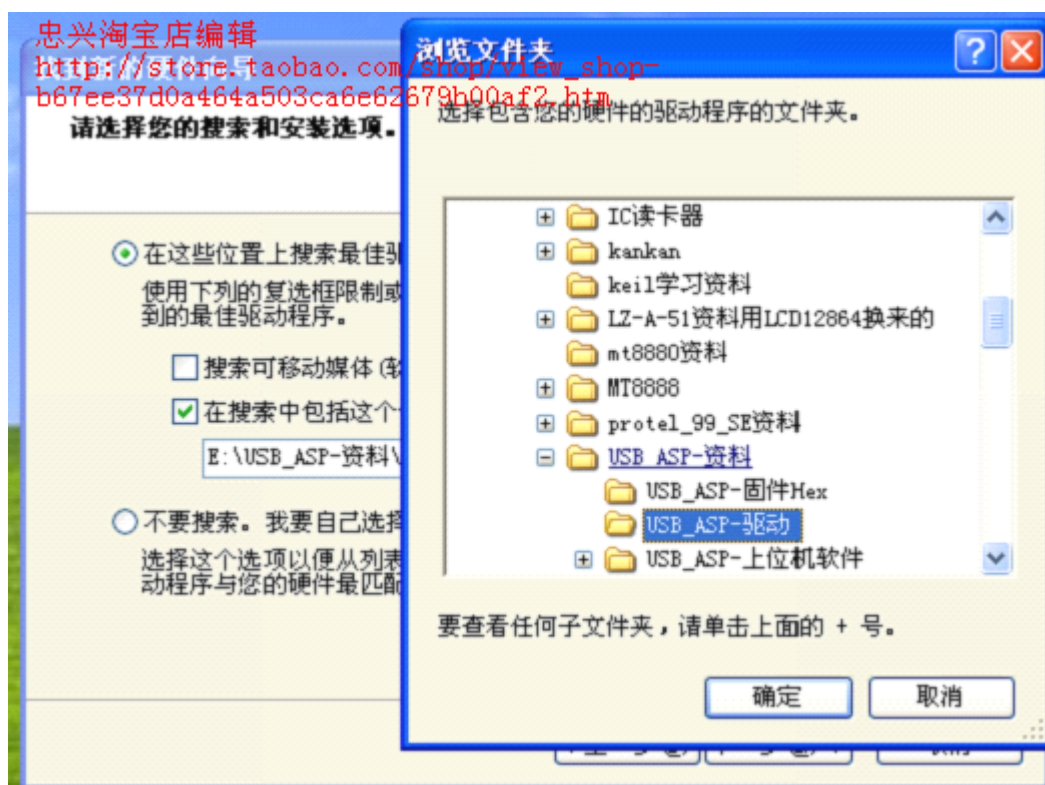 忠兴淘宝店编辑
http://store.taobao.com/shop/view_shop-
b67ee37d0a464a503ca6e62679b00af2.htm
请选择您的搜索和安装选项。
在这些位置上搜索最佳驱
使用下列的复选框限制或
到的最佳驱动程序。
搜索可移动媒体(软
在搜索中包括这个
E:\USB_ASP-资料\
不要搜索。我要自己选择
选择这个选项以便从列表
动程序与您的硬件最匹配
浏览文件夹
选择包含您的硬件的驱动程序的文件夹。
IC读卡器
kankan
keil学习资料
LZ-A-51资料用LCD12864换来的
mt8880资料
MT8888
protel_99_SE资料
USB_ASP-资料
USB_ASP-固件Hex
USB_ASP-驱动
USB_ASP-上位机软件
要查看任何子文件夹，请单击上面的 + 号。
确定
取消